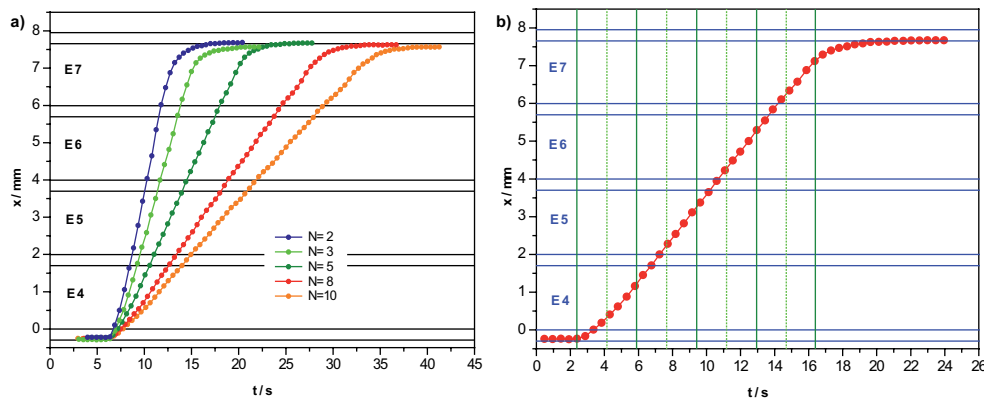 a)
x / mm
8
7
6
5
4
3
2
1
0
E7
E6
E5
E4
N= 2
N= 3
N= 5
N= 8
N=10
0 5 10 15 20 25 30 35 40 45
t / s
b)
x / mm
8
7
6
5
4
3
2
1
0
E7
E6
E5
E4
0 2 4 6 8 10 12 14 16 18 20 22 24 26
t / s